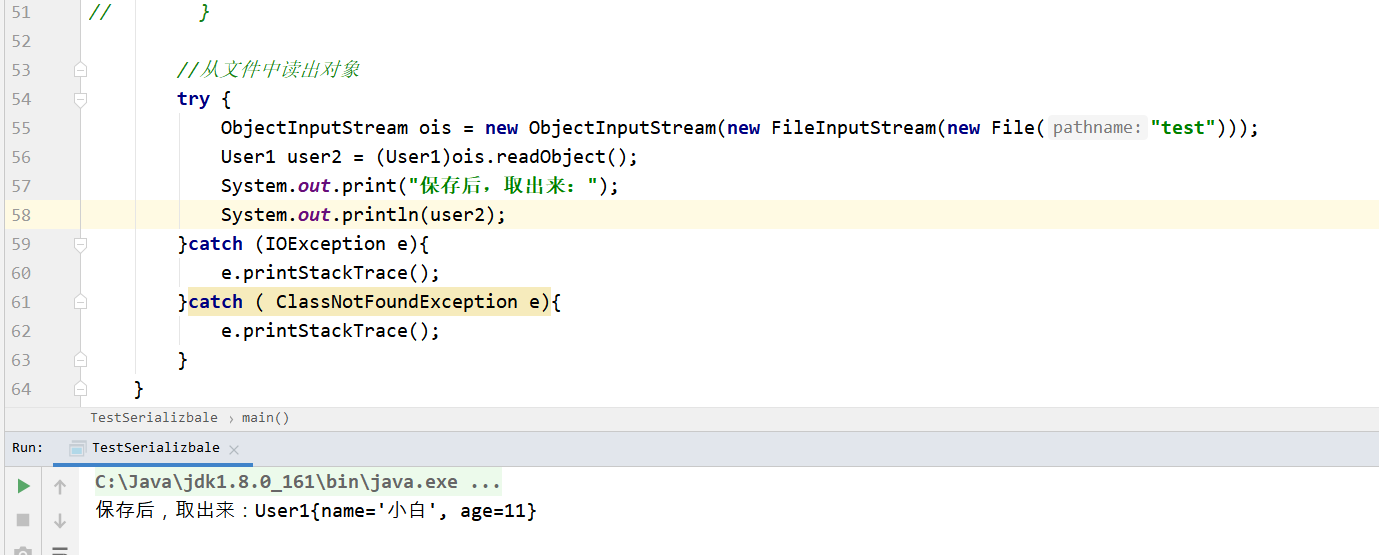 51 //        }
52
53 //从文件中读出对象
54 try {
55 ObjectInputStream ois = new ObjectInputStream(new FileInputStream(new File( pathname: "test")));
56 User1 user2 = (User1)ois.readObject();
57 System.out.print("保存后，取出来：");
58 System.out.println(user2);
59 }catch (IOException e){
60 e.printStackTrace();
61 }catch ( ClassNotFoundException e){
62 e.printStackTrace();
63 }
64 }
TestSerializbale › main()
Run: TestSerializbale ×
C:\Java\jdk1.8.0_161\bin\java.exe ...
保存后，取出来：User1{name='小白', age=11}